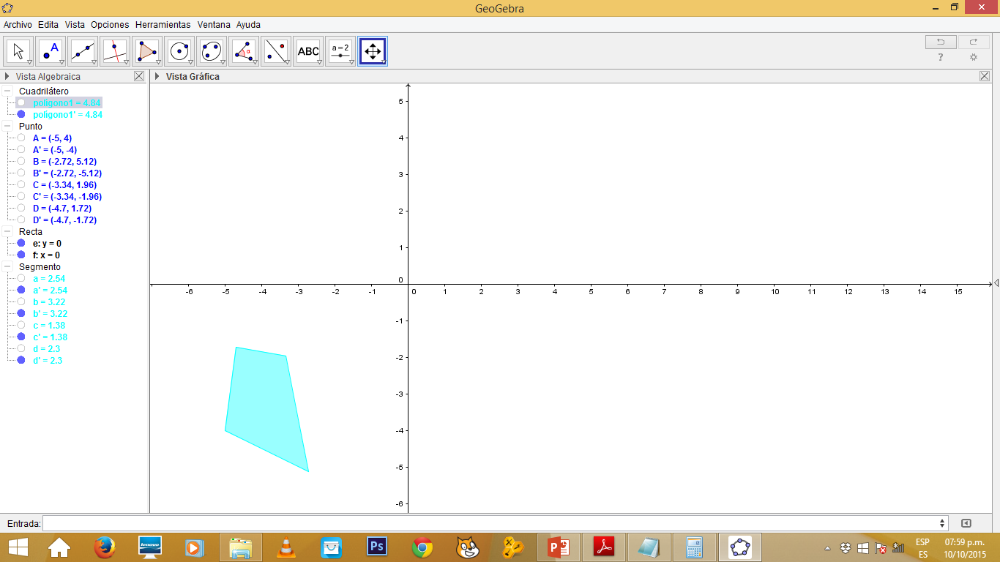 GeoGebra
Archivo Edita Vista Opciones Herramientas Ventana Ayuda
A α ABC a = 2 ?
Vista Algebraica
Vista Gráfica
Cuadrilátero
polígono1 = 4.84
polígono1' = 4.84
Punto
A = (-5, 4)
A' = (-5, -4)
B = (-2.72, 5.12)
B' = (-2.72, -5.12)
C = (-3.34, 1.96)
C' = (-3.34, -1.96)
D = (-4.7, 1.72)
D' = (-4.7, -1.72)
Recta
e: y = 0
f: x = 0
Segmento
a = 2.54
a' = 2.54
b = 3.22
b' = 3.22
c = 1.38
c' = 1.38
d = 2.3
d' = 2.3
5
4
3
2
1
0
-6 -5 -4 -3 -2 -1 0 1 2 3 4 5 6 7 8 9 10 11 12 13 14 15
-1
-2
-3
-4
-5
-6
Entrada:
lenovo
Ps
P
ESP
ES
07:59 p.m.
10/10/2015